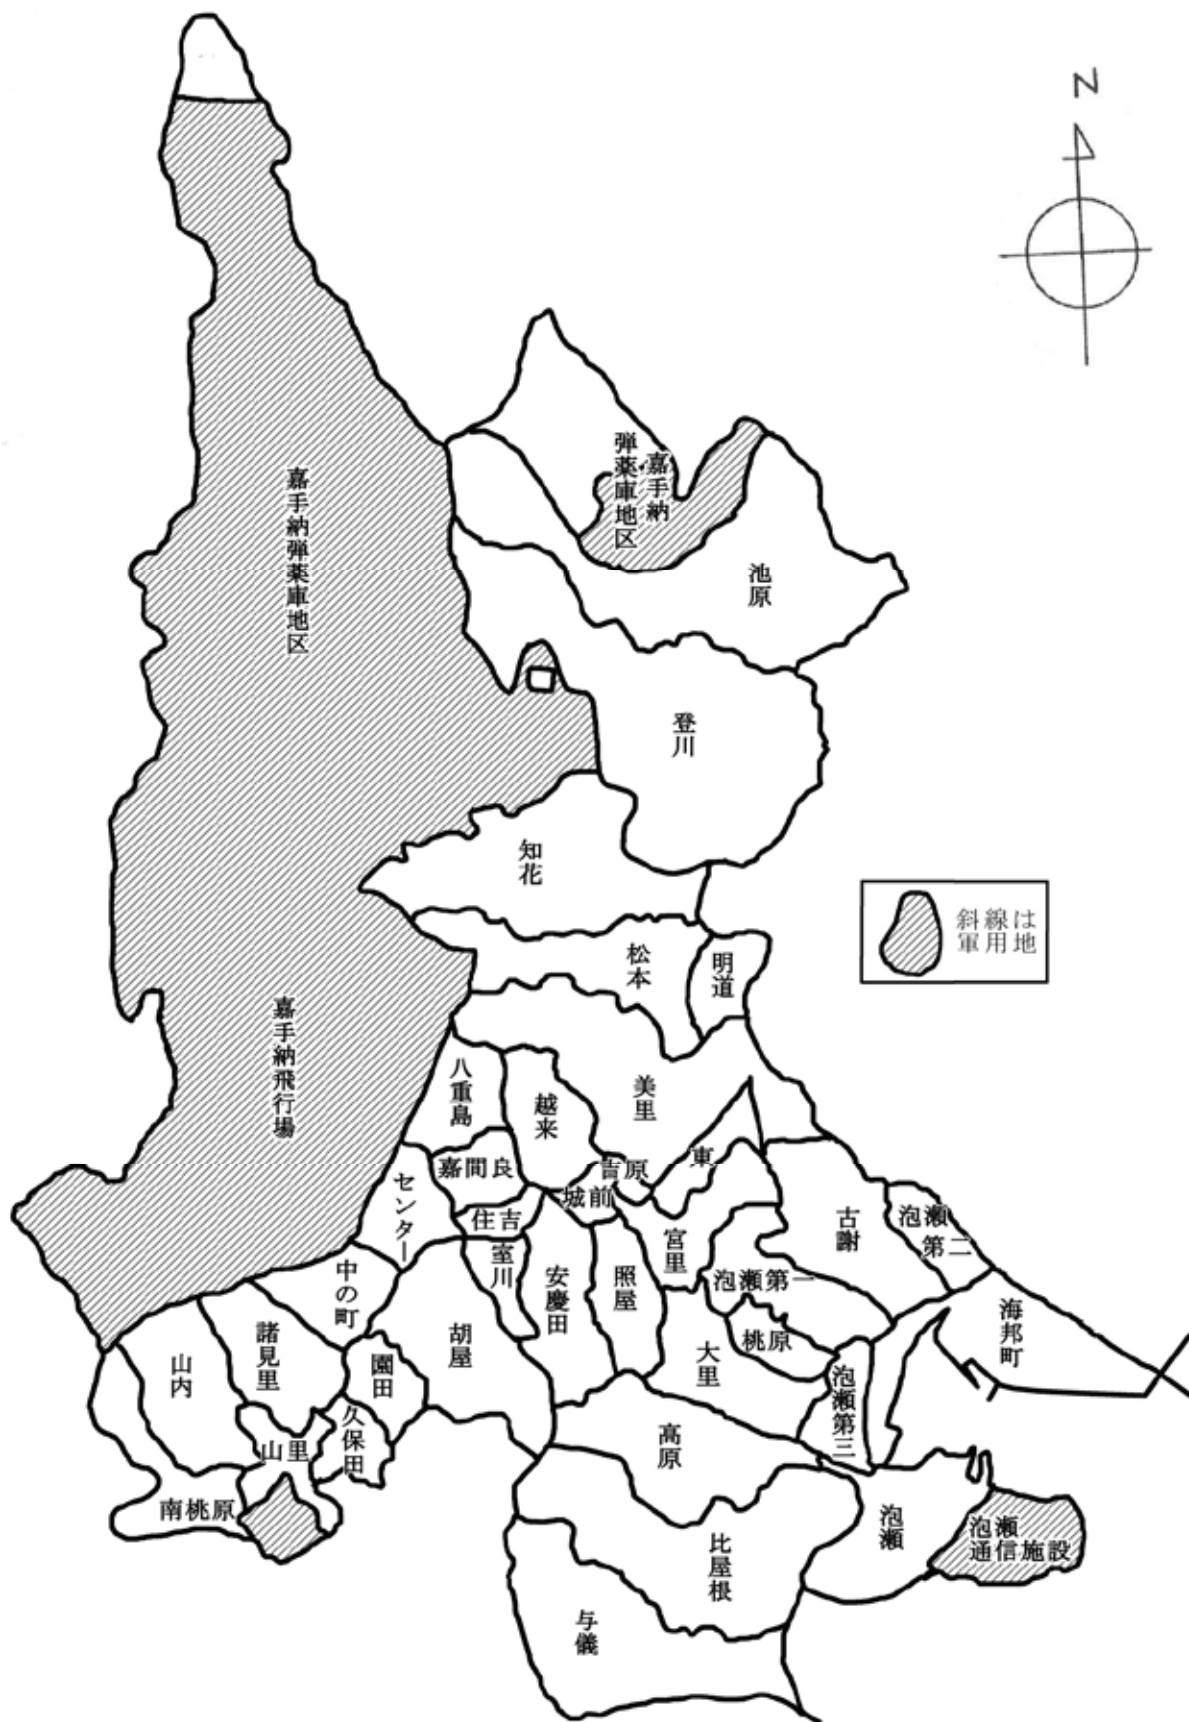 N
嘉手納弾薬庫地区
嘉手納
弾薬庫地区
池原
登川
知花
斜線は
軍用地
松本
明道
嘉手納飛行場
八重島
越来
美里
嘉間良
吉原
東
城前
センター
住吉
室川
安慶田
照屋
宮里
泡瀬第一
古謝
泡瀬
第二
中の町
胡屋
海邦町
山内
諸見里
園田
大里
桃原
泡瀬第三
山里
久保田
高原
南桃原
比屋根
泡瀬
泡瀬
通信施設
与儀